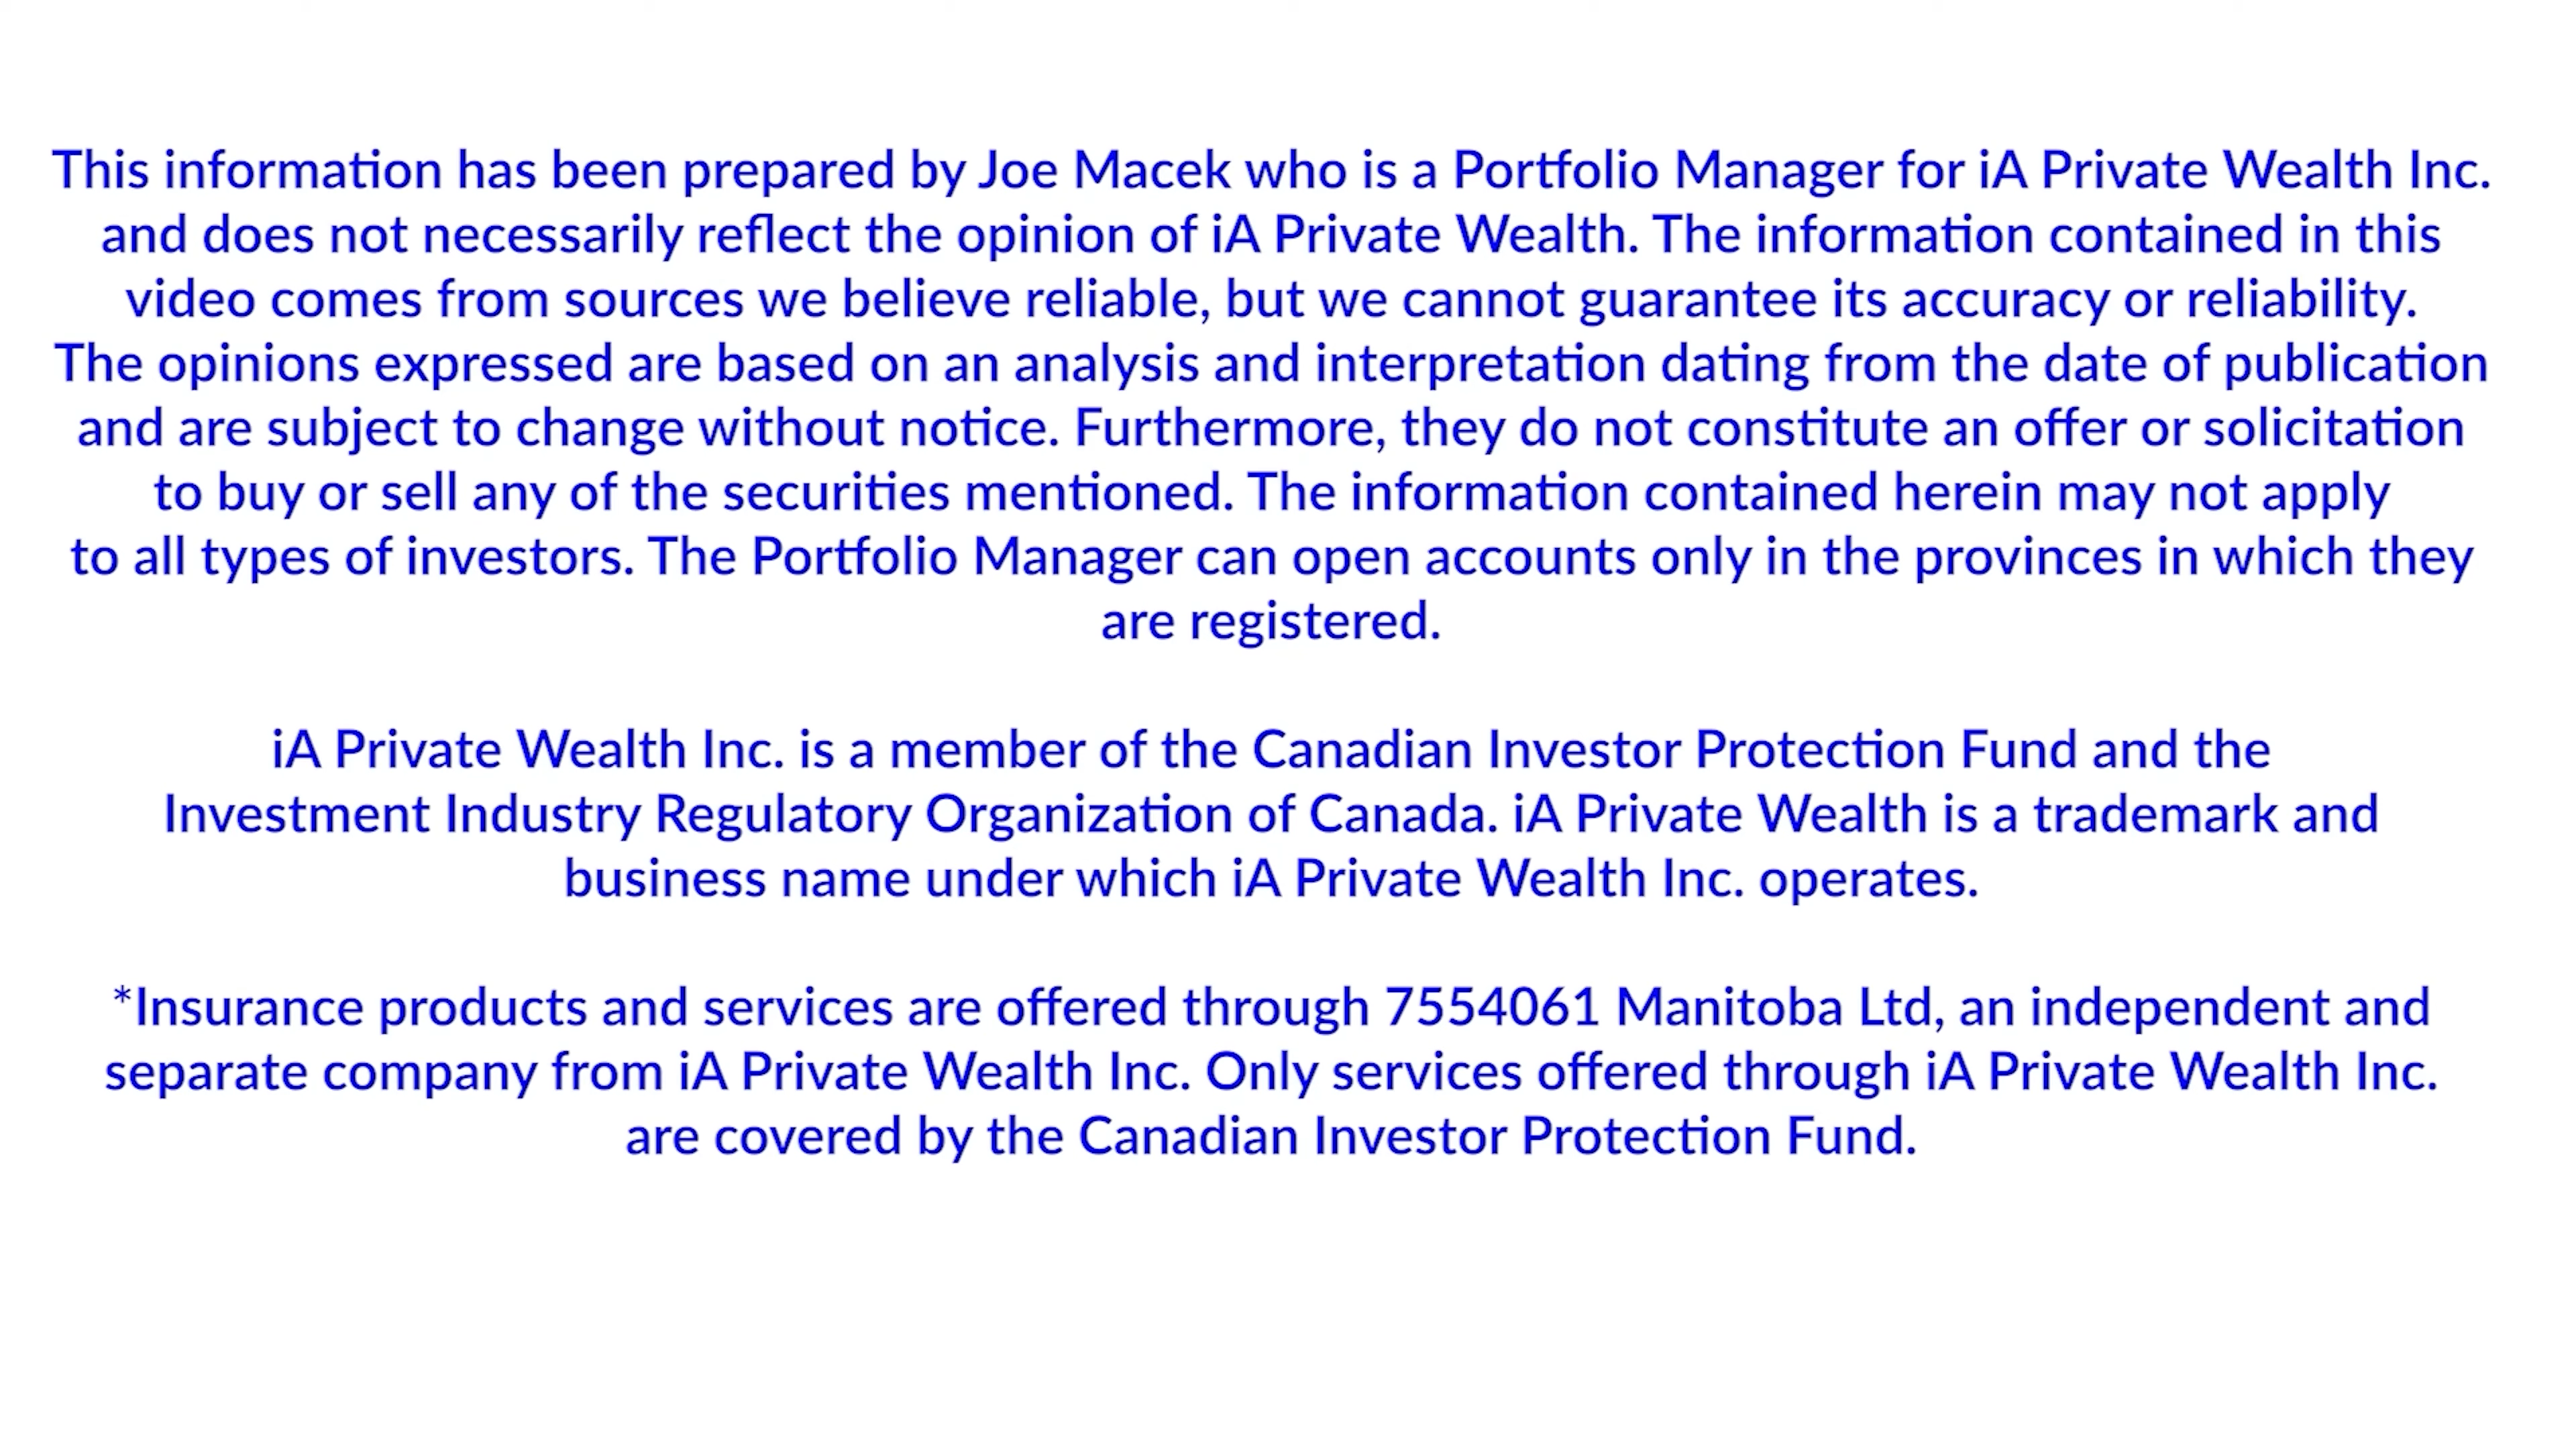 This information has been prepared by Joe Macek who is a Portfolio Manager for iA Private Wealth Inc.
and does not necessarily reflect the opinion of iA Private Wealth. The information contained in this
video comes from sources we believe reliable, but we cannot guarantee its accuracy or reliability.
The opinions expressed are based on an analysis and interpretation dating from the date of publication
and are subject to change without notice. Furthermore, they do not constitute an offer or solicitation
to buy or sell any of the securities mentioned. The information contained herein may not apply
to all types of investors. The Portfolio Manager can open accounts only in the provinces in which they
are registered.
iA Private Wealth Inc. is a member of the Canadian Investor Protection Fund and the
Investment Industry Regulatory Organization of Canada. iA Private Wealth is a trademark and
business name under which iA Private Wealth Inc. operates.
*Insurance products and services are offered through 7554061 Manitoba Ltd, an independent and
separate company from iA Private Wealth Inc. Only services offered through iA Private Wealth Inc.
are covered by the Canadian Investor Protection Fund.